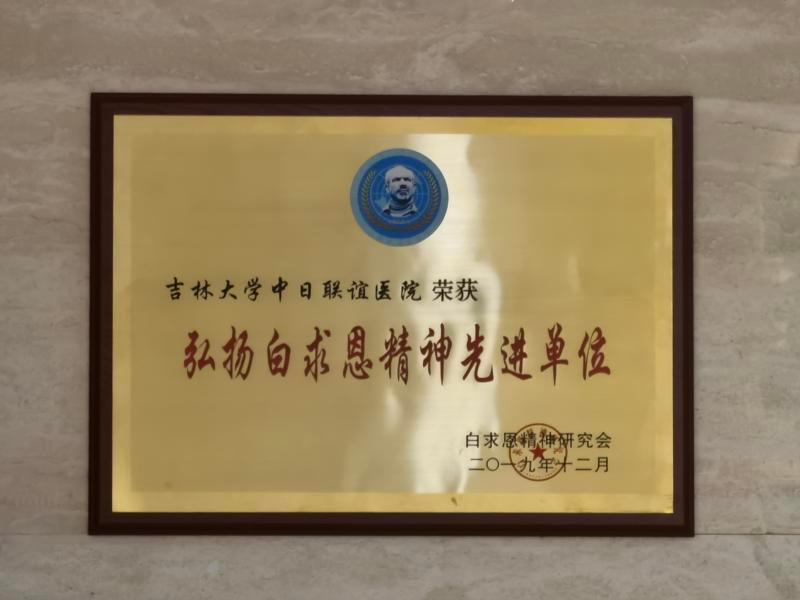 吉林大学中日联谊医院 荣获
弘扬白求恩精神先进单位
白求恩精神研究会
二〇一九年十二月